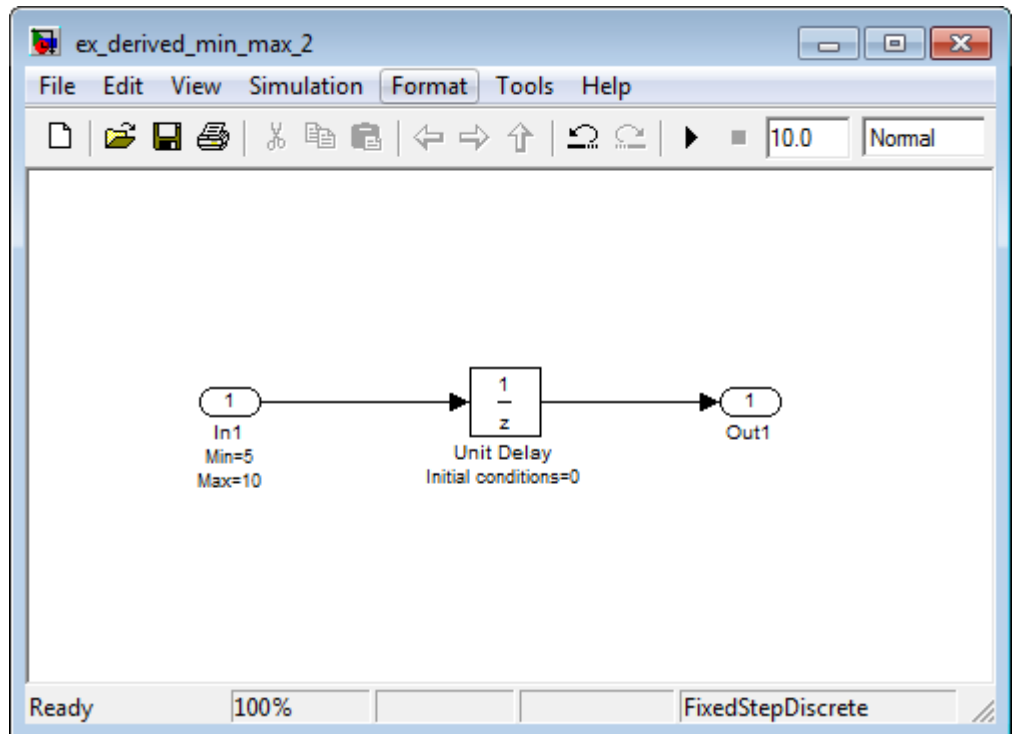 ex_derived_min_max_2
File Edit View Simulation Format Tools Help
10.0 Normal
1
In1
Min=5
Max=10
1
z
Unit Delay
Initial conditions=0
1
Out1
Ready 100% FixedStepDiscrete